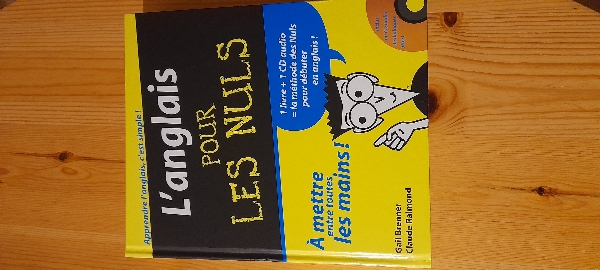 Apprendre l'anglais, c'est simple !
L'anglais
POUR
LES NULS
1 livre + 1 CD audio
= la méthode des Nuls
pour débuter
en anglais !
À mettre
entre toutes
les mains !
Gail Brenner
Claude Raimond